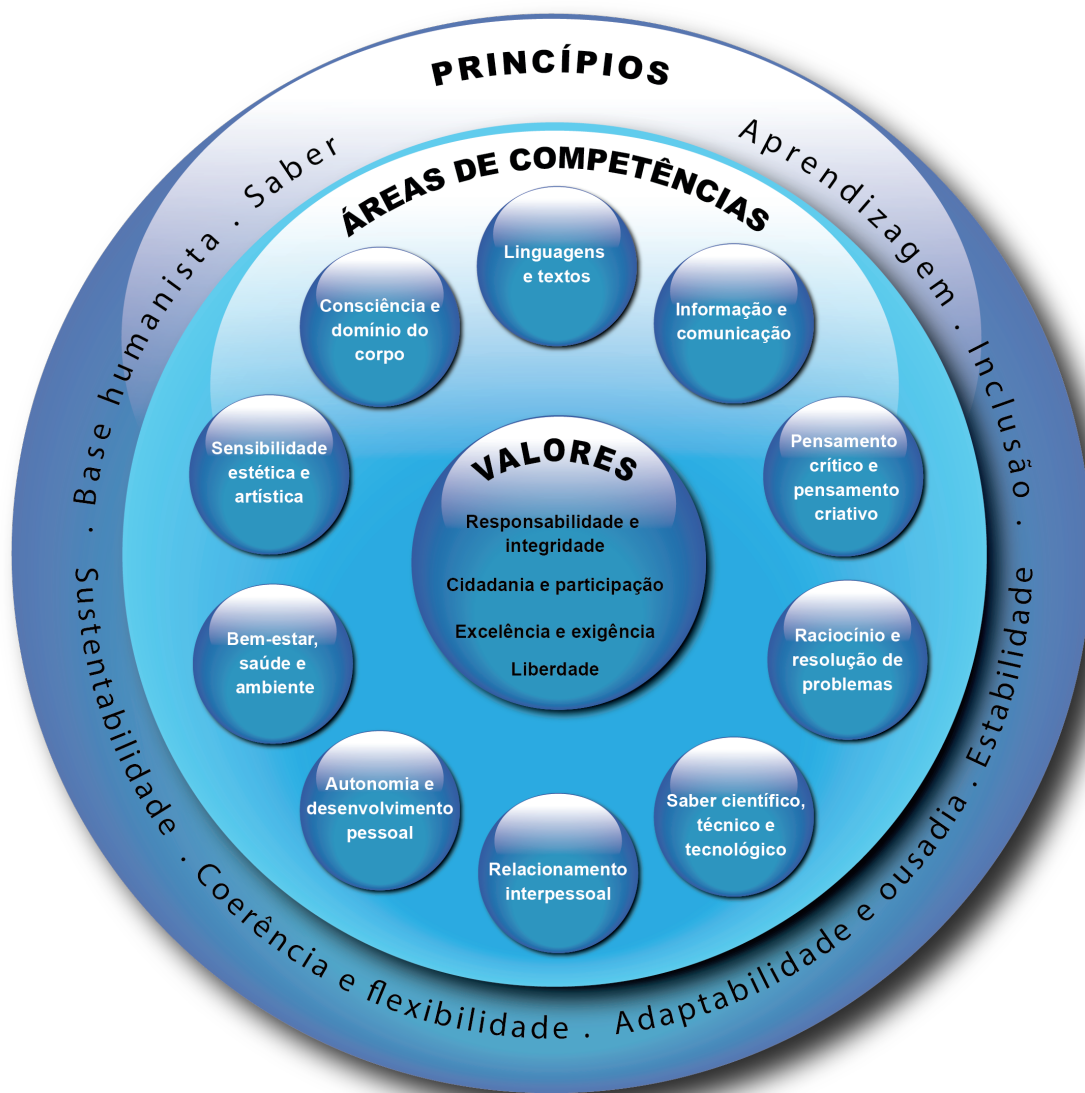 PRINCÍPIOS
Aprendizagem . Inclusão . Estabilidade . Adaptabilidade e ousadia . Coerência e flexibilidade . Sustentabilidade . Base humanista . Saber
ÁREAS DE COMPETÊNCIAS
Linguagens
e textos
Informação e
comunicação
Pensamento
crítico e
pensamento
criativo
Raciocínio e
resolução de
problemas
Saber científico,
técnico e
tecnológico
Relacionamento
interpessoal
Autonomia e
desenvolvimento
pessoal
Bem-estar,
saúde e
ambiente
Sensibilidade
estética e
artística
Consciência e
domínio do
corpo
VALORES
Responsabilidade e
integridade
Cidadania e participação
Excelência e exigência
Liberdade